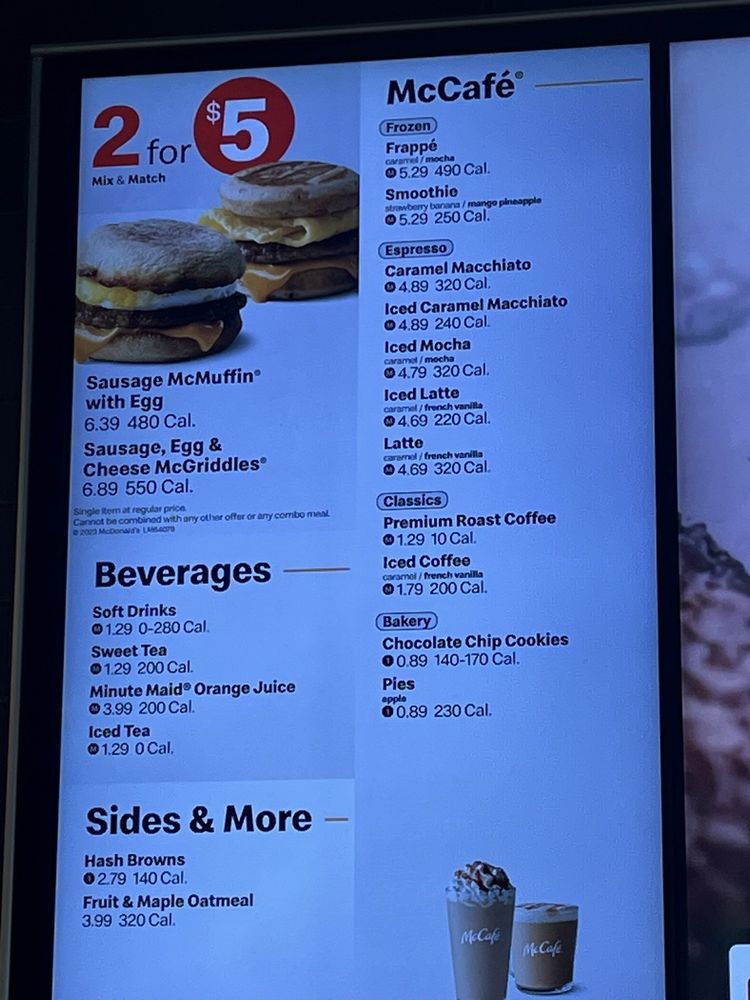 2 for $5
Mix & Match
Sausage McMuffin®
with Egg
6.39 480 Cal.
Sausage, Egg &
Cheese McGriddles®
6.89 550 Cal.
Single item at regular price.
Cannot be combined with any other offer or any combo meal.
© 2023 McDonald's
Beverages
Soft Drinks
M 1.29 0-280 Cal.
Sweet Tea
M 1.29 200 Cal.
Minute Maid® Orange Juice
M 3.99 200 Cal.
Iced Tea
M 1.29 0 Cal.
Sides & More
Hash Browns
1 2.79 140 Cal.
Fruit & Maple Oatmeal
3.99 320 Cal.
McCafé®
Frozen
Frappé
caramel / mocha
M 5.29 490 Cal.
Smoothie
strawberry banana / mango pineapple
M 5.29 250 Cal.
Espresso
Caramel Macchiato
M 4.89 320 Cal.
Iced Caramel Macchiato
M 4.89 240 Cal.
Iced Mocha
caramel / mocha
M 4.79 320 Cal.
Iced Latte
caramel / french vanilla
M 4.69 220 Cal.
Latte
caramel / french vanilla
M 4.69 320 Cal.
Classics
Premium Roast Coffee
M 1.29 10 Cal.
Iced Coffee
caramel / french vanilla
M 1.79 200 Cal.
Bakery
Chocolate Chip Cookies
1 0.89 140-170 Cal.
Pies
apple
1 0.89 230 Cal.
McCafé
McCafé